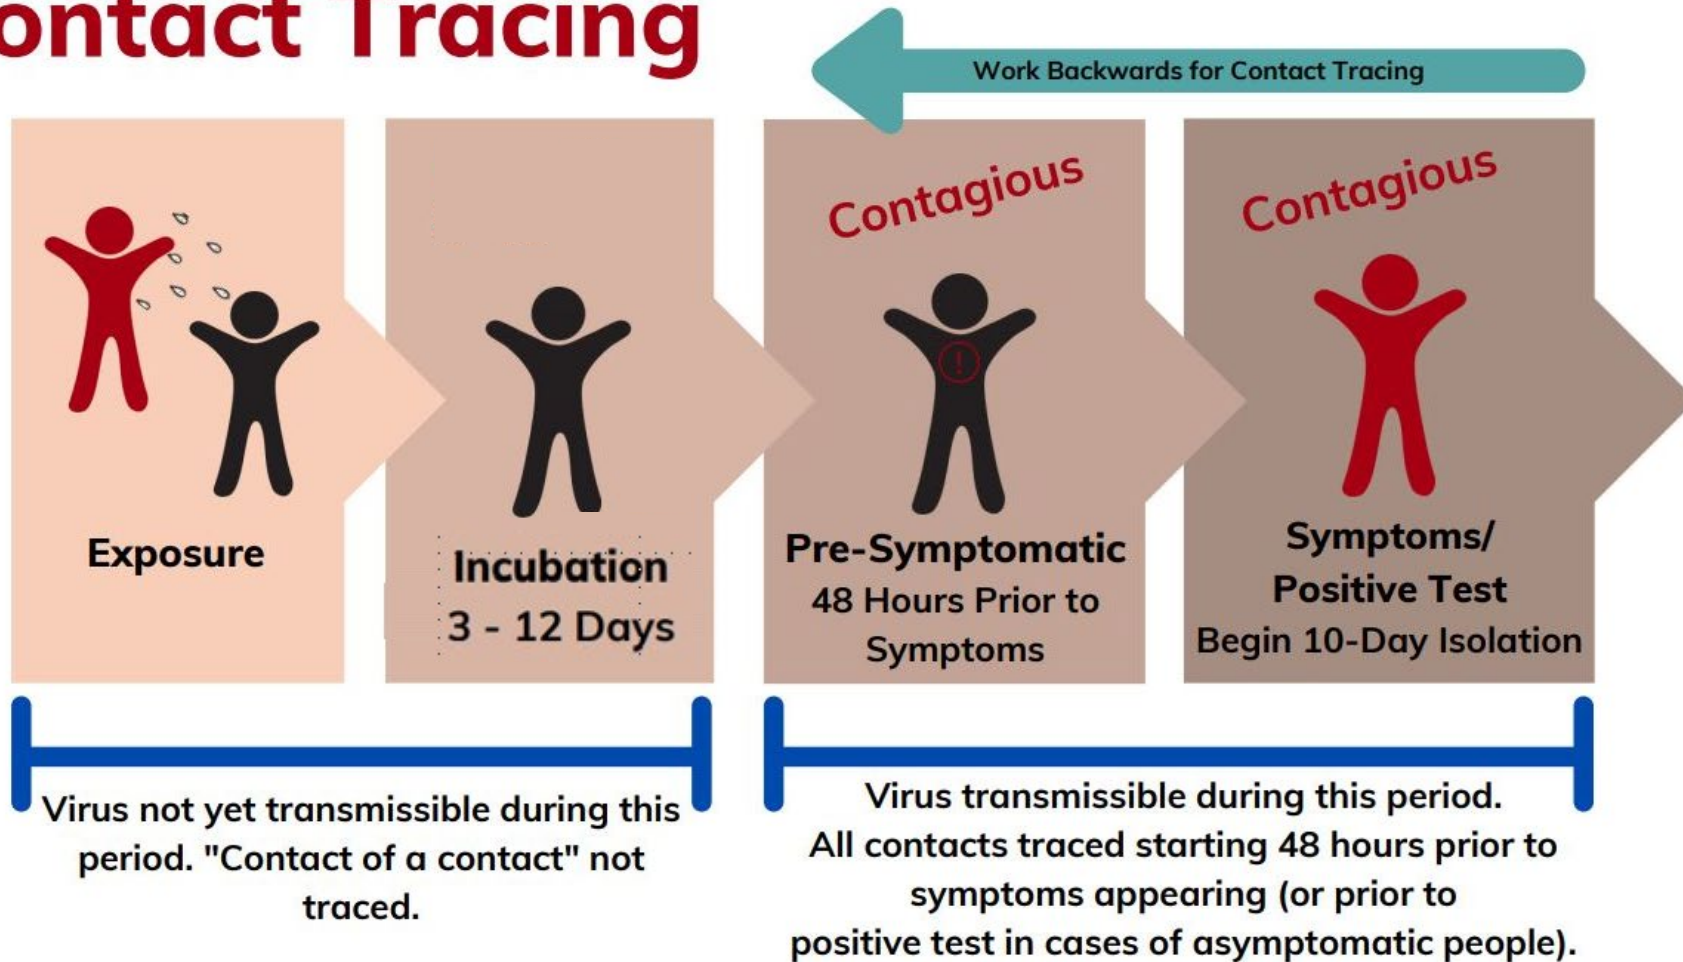 ontact Tracing
Work Backwards for Contact Tracing
Exposure
Incubation
3 - 12 Days
Contagious
!
Pre-Symptomatic
48 Hours Prior to
Symptoms
Contagious
Symptoms/
Positive Test
Begin 10-Day Isolation
Virus not yet transmissible during this
period. "Contact of a contact" not
traced.
Virus transmissible during this period.
All contacts traced starting 48 hours prior to
symptoms appearing (or prior to
positive test in cases of asymptomatic people).